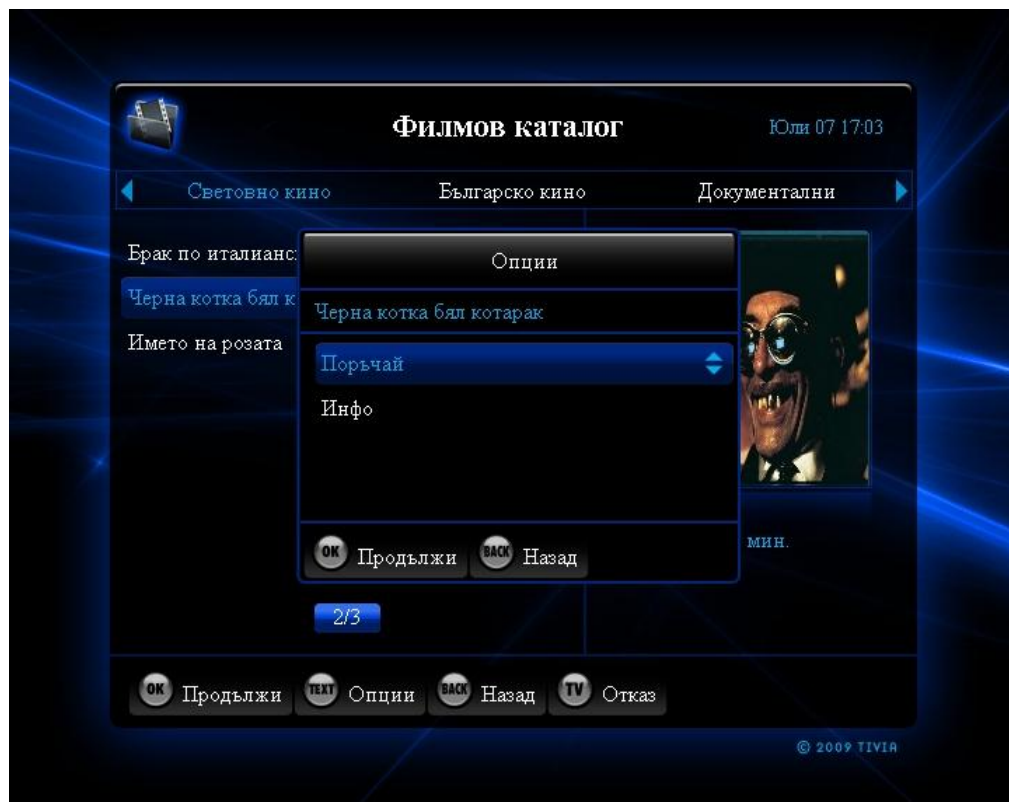 Филмов каталог
Юли 07 17:03
Световно кино
Българско кино
Документални
Брак по италианс
Черна котка бял к
Името на розата
Опции
Черна котка бял котарак
Поръчай
Инфо
OK Продължи BACK Назад
мин.
2/3
OK Продължи TEXT Опции BACK Назад TV Отказ
© 2009 TIVIA